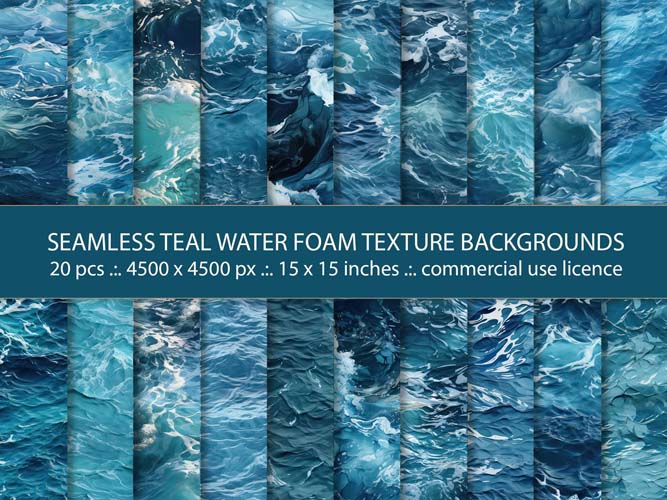 SEAMLESS TEAL WATER FOAM TEXTURE BACKGROUNDS
20 pcs .:. 4500 x 4500 px .:. 15 x 15 inches .:. commercial use licence